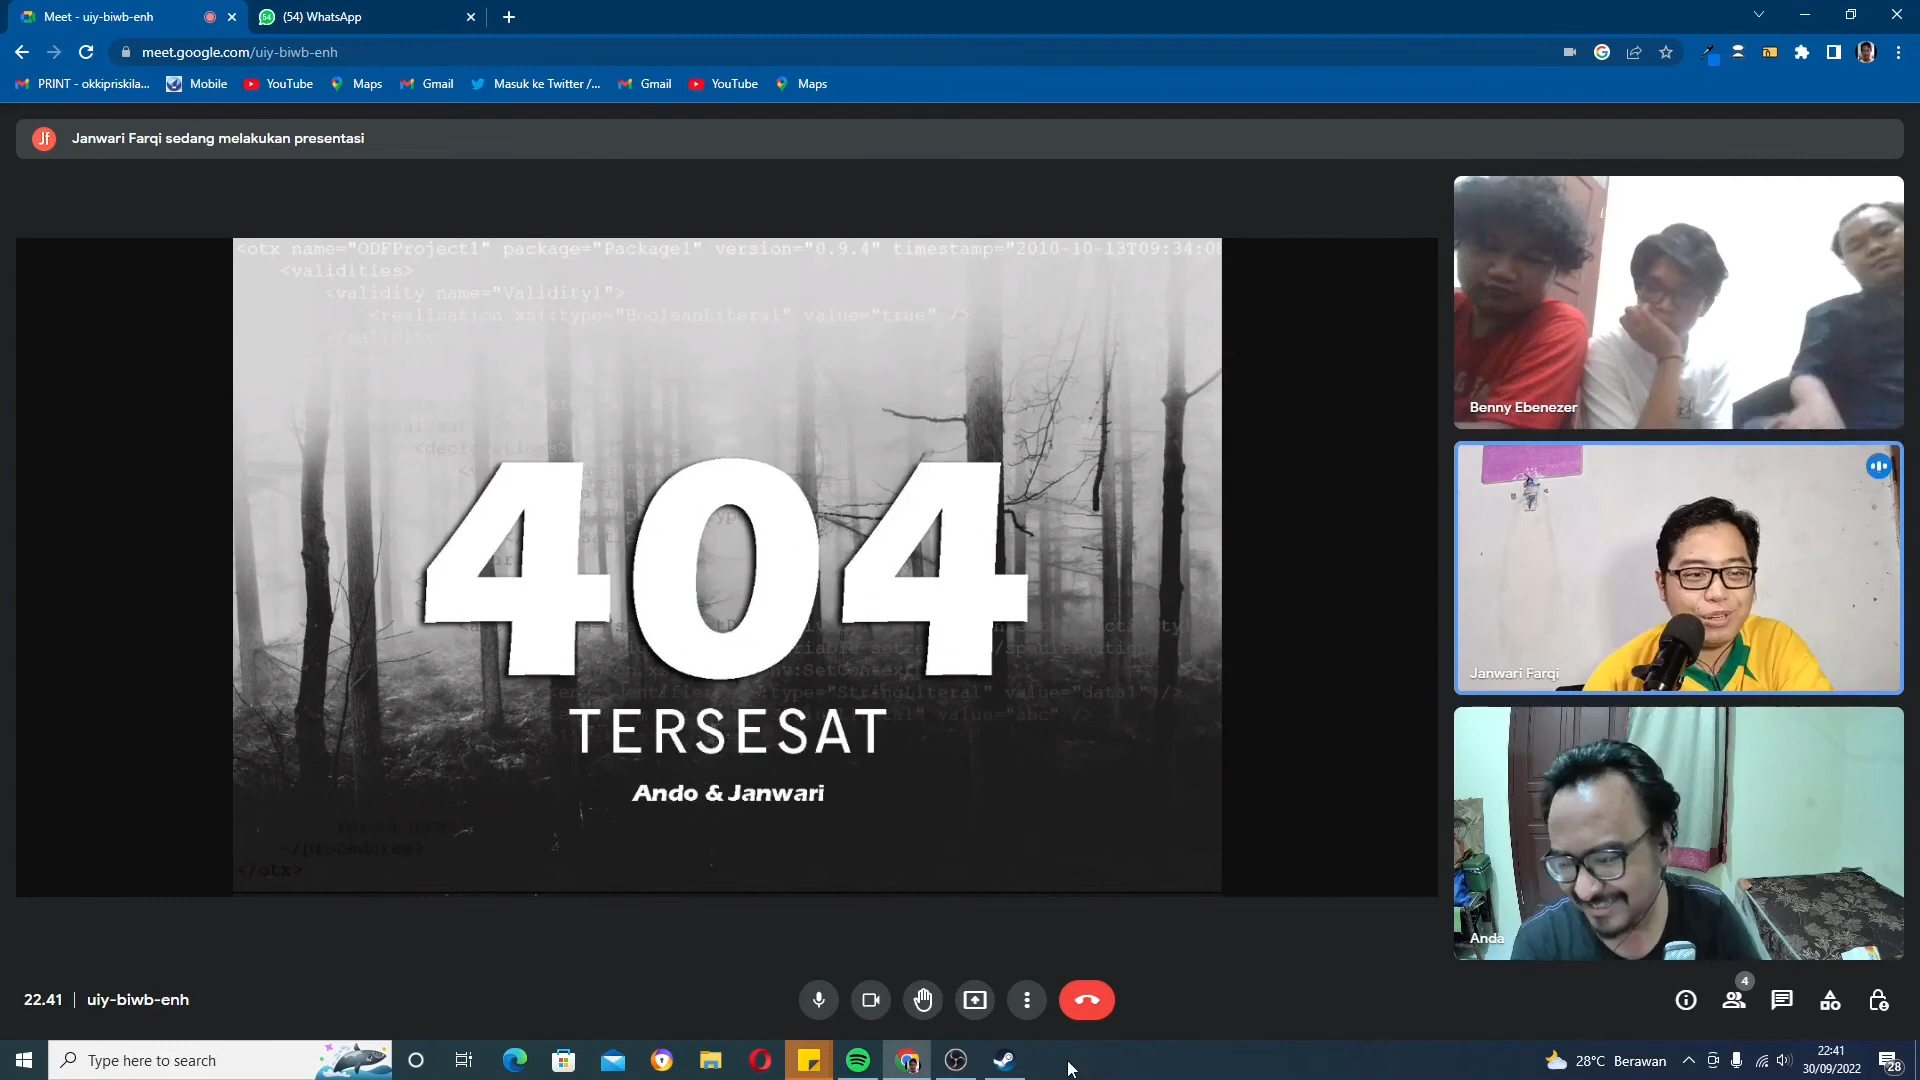 Meet - uiy-biwb-enh
(54) WhatsApp
meet.google.com/uiy-biwb-enh
PRINT - okkipriskila...
Mobile
YouTube
Maps
Gmail
Masuk ke Twitter /...
Gmail
YouTube
Maps
Jf
Janwari Farqi sedang melakukan presentasi
<otx name="ODFProject1" package="Package1" version="0.9.4" timestamp="2010-10-13T09:34:0
<validities>
<validity name="Validity1">
<realisation xsi:type="BooleanLiteral" value="true" />
404
TERSESAT
Ando & Janwari
</otx>
Benny Ebenezer
Janwari Farqi
Anda
22.41
uiy-biwb-enh
4
Type here to search
28°C Berawan
22:41
30/09/2022
28